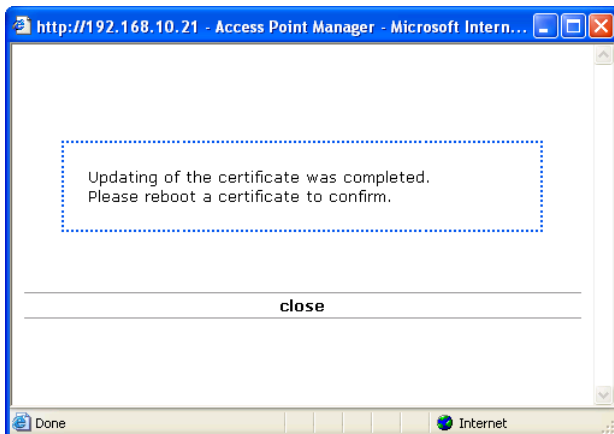 http://192.168.10.21 - Access Point Manager - Microsoft Intern...
Updating of the certificate was completed.
Please reboot a certificate to confirm.
close
Done
Internet